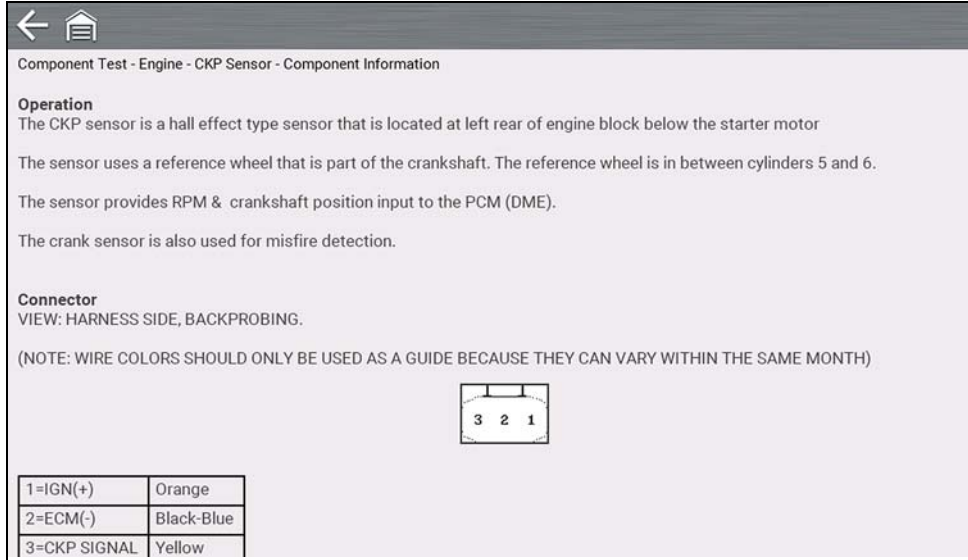 Component Test - Engine - CKP Sensor - Component Information
Operation
The CKP sensor is a hall effect type sensor that is located at left rear of engine block below the starter motor
The sensor uses a reference wheel that is part of the crankshaft. The reference wheel is in between cylinders 5 and 6.
The sensor provides RPM & crankshaft position input to the PCM (DME).
The crank sensor is also used for misfire detection.
Connector
VIEW: HARNESS SIDE, BACKPROBING.
(NOTE: WIRE COLORS SHOULD ONLY BE USED AS A GUIDE BECAUSE THEY CAN VARY WITHIN THE SAME MONTH)
3 2 1
1=IGN(+) Orange
2=ECM(-) Black-Blue
3=CKP SIGNAL Yellow